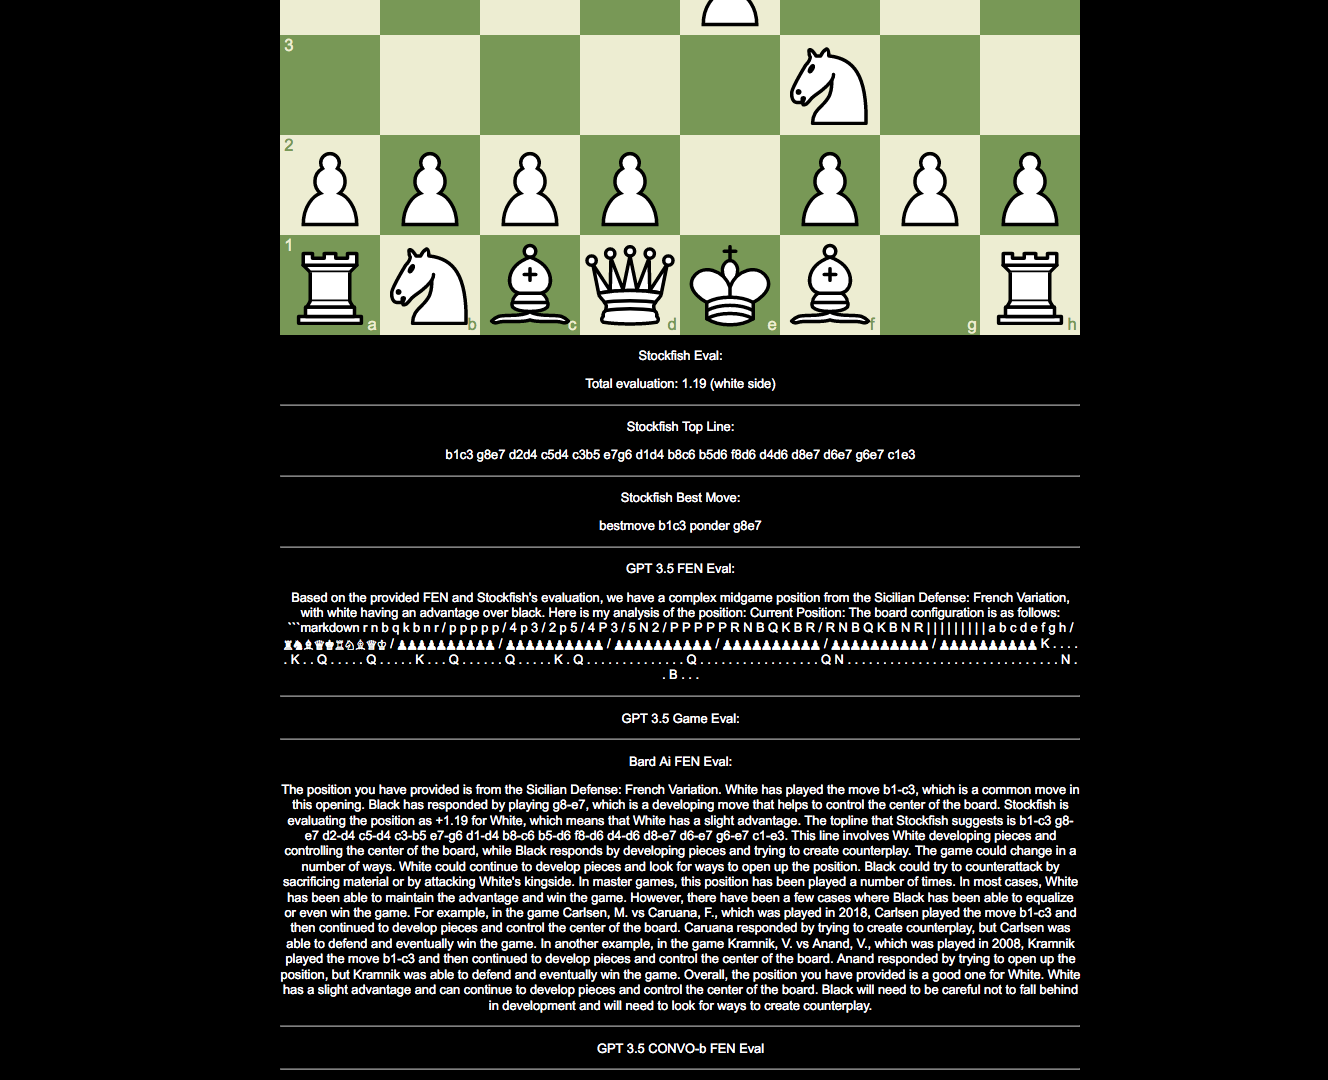 3
2
1
a b c d e f g h
Stockfish Eval:
Total evaluation: 1.19 (white side)
Stockfish Top Line:
b1c3 g8e7 d2d4 c5d4 c3b5 e7g6 d1d4 b8c6 b5d6 f8d6 d4d6 d8e7 d6e7 g6e7 c1e3
Stockfish Best Move:
bestmove b1c3 ponder g8e7
GPT 3.5 FEN Eval:
Based on the provided FEN and Stockfish's evaluation, we have a complex midgame position from the Sicilian Defense: French Variation,
with white having an advantage over black. Here is my analysis of the position: Current Position: The board configuration is as follows:
```markdown r n b q k b n r / p p p p p / 4 p 3 / 2 p 5 / 4 P 3 / 5 N 2 / P P P P P R N B Q K B R / R N B Q K B N R | | | | | | | | | a b c d e f g h /
♜♞♝♛♚♖♘♗♕♔ / ♟♟♟♟♟♟♟♟♟♟ / ♟♟♟♟♟♟♟♟♟♟ / ♟♟♟♟♟♟♟♟♟♟ / ♟♟♟♟♟♟♟♟♟♟ / ♟♟♟♟♟♟♟♟♟♟ / ♟♟♟♟♟♟♟♟♟♟ K . . . .
. K . . Q . . . . . Q . . . . . K . . . Q . . . . . Q . . . . . K . Q . . . . . . . . . . . . . Q . . . . . . . . . . . . . . . . Q N . . . . . . . . . . . . . . . . . . . . . . . . . . . . N .
. B . . .
GPT 3.5 Game Eval:
Bard Ai FEN Eval:
The position you have provided is from the Sicilian Defense: French Variation. White has played the move b1-c3, which is a common move in
this opening. Black has responded by playing g8-e7, which is a developing move that helps to control the center of the board. Stockfish is
evaluating the position as +1.19 for White, which means that White has a slight advantage. The topline that Stockfish suggests is b1-c3 g8-
e7 d2-d4 c5-d4 c3-b5 e7-g6 d1-d4 b8-c6 b5-d6 f8-d6 d4-d6 d8-e7 d6-e7 g6-e7 c1-e3. This line involves White developing pieces and
controlling the center of the board, while Black responds by developing pieces and trying to create counterplay. The game could change in a
number of ways. White could continue to develop pieces and look for ways to open up the position. Black could try to counterattack by
sacrificing material or by attacking White's kingside. In master games, this position has been played a number of times. In most cases, White
has been able to maintain the advantage and win the game. However, there have been a few cases where Black has been able to equalize
or even win the game. For example, in the game Carlsen, M. vs Caruana, F., which was played in 2018, Carlsen played the move b1-c3 and
then continued to develop pieces and control the center of the board. Caruana responded by trying to create counterplay, but Carlsen was
able to defend and eventually win the game. In another example, in the game Kramnik, V. vs Anand, V., which was played in 2008, Kramnik
played the move b1-c3 and then continued to develop pieces and control the center of the board. Anand responded by trying to open up the
position, but Kramnik was able to defend and eventually win the game. Overall, the position you have provided is a good one for White. White
has a slight advantage and can continue to develop pieces and control the center of the board. Black will need to be careful not to fall behind
in development and will need to look for ways to create counterplay.
GPT 3.5 CONVO-b FEN Eval